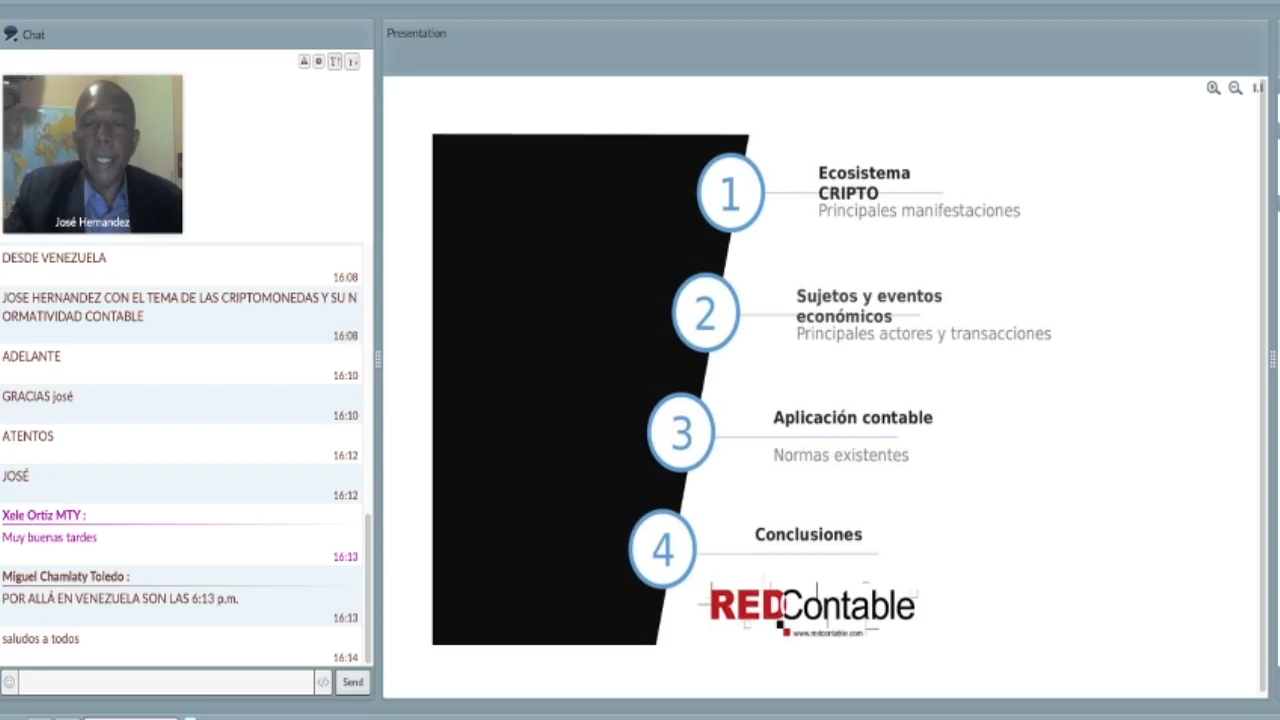 Chat
José Hernandez
DESDE VENEZUELA
16:08
JOSE HERNANDEZ CON EL TEMA DE LAS CRIPTOMONEDAS Y SU N
ORMATIVIDAD CONTABLE
16:08
ADELANTE
16:10
GRACIAS josé
16:10
ATENTOS
16:12
JOSÉ
16:12
Xele Ortiz MTY :
Muy buenas tardes
16:13
Miguel Chamlaty Toledo :
POR ALLÁ EN VENEZUELA SON LAS 6:13 p.m.
16:13
saludos a todos
16:14
Send
Presentation
1
Ecosistema
CRIPTO
Principales manifestaciones
2
Sujetos y eventos
económicos
Principales actores y transacciones
3
Aplicación contable
Normas existentes
4
Conclusiones
REDContable
www.redcontable.com